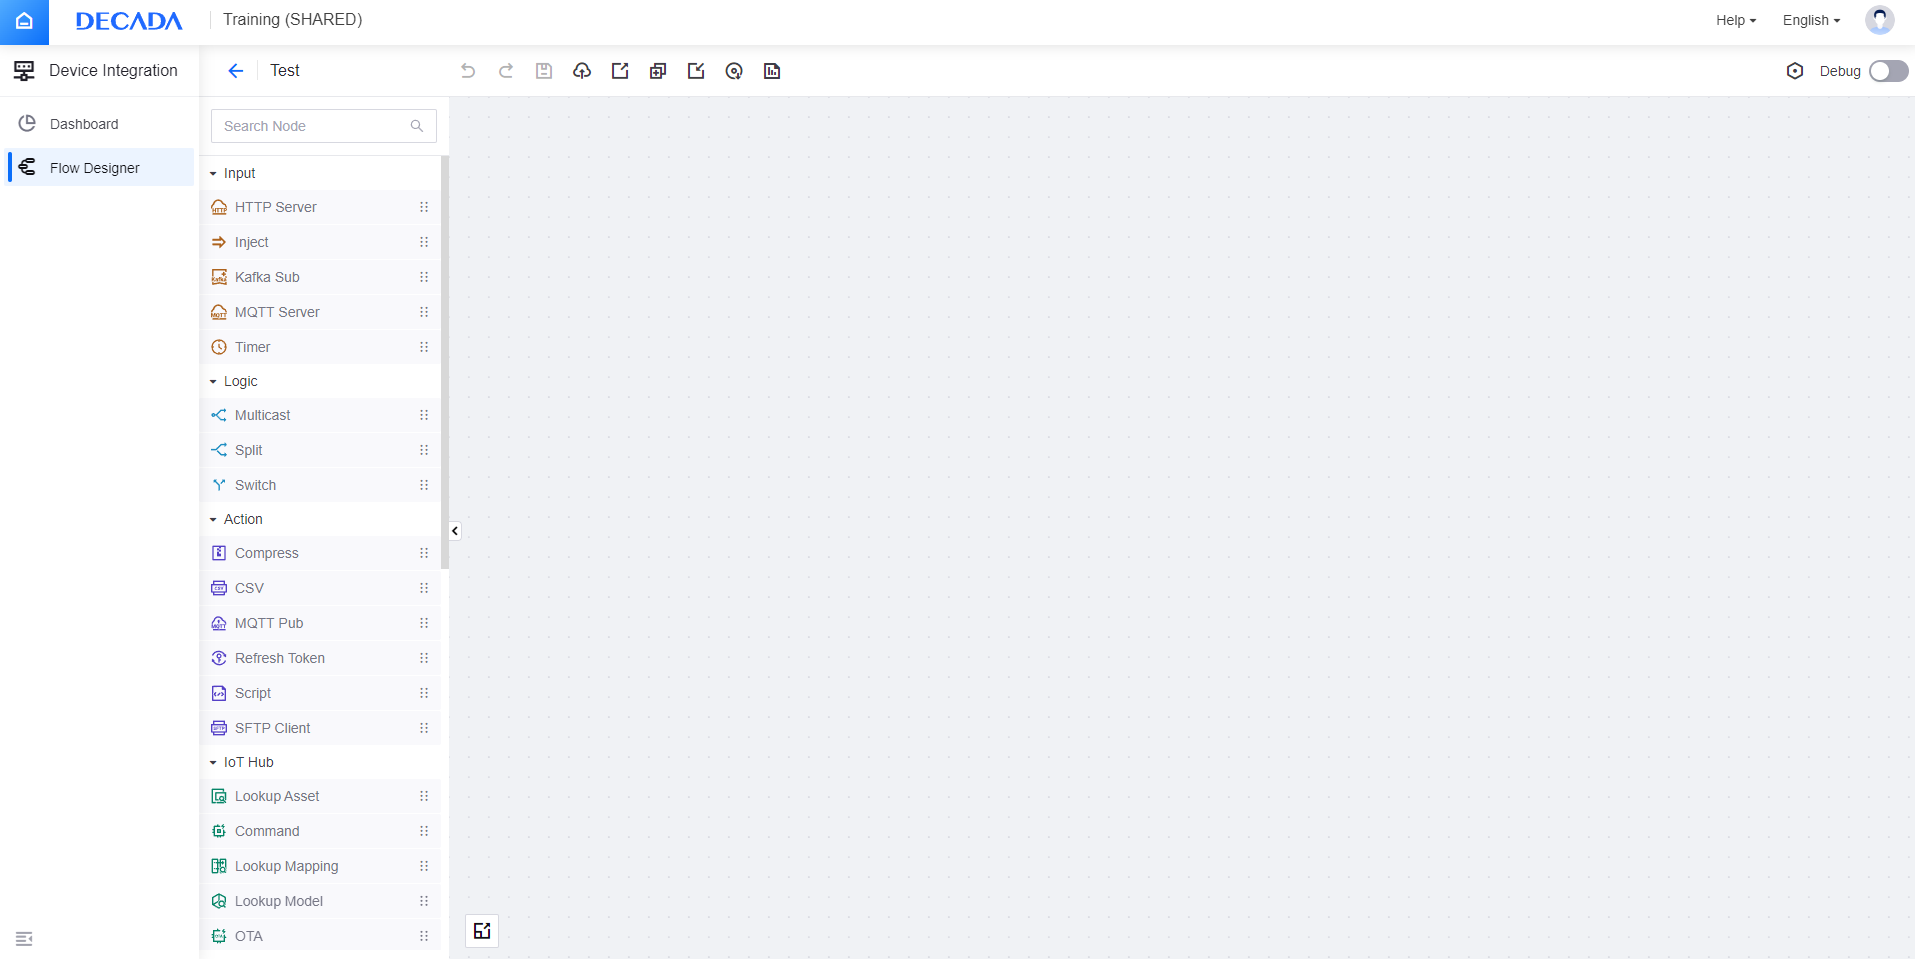 DECADA
Training (SHARED)
Help
English
Device Integration
Test
Debug
Dashboard
Flow Designer
Search Node
Input
HTTP Server
Inject
Kafka Sub
MQTT Server
Timer
Logic
Multicast
Split
Switch
Action
Compress
CSV
MQTT Pub
Refresh Token
Script
SFTP Client
IoT Hub
Lookup Asset
Command
Lookup Mapping
Lookup Model
OTA